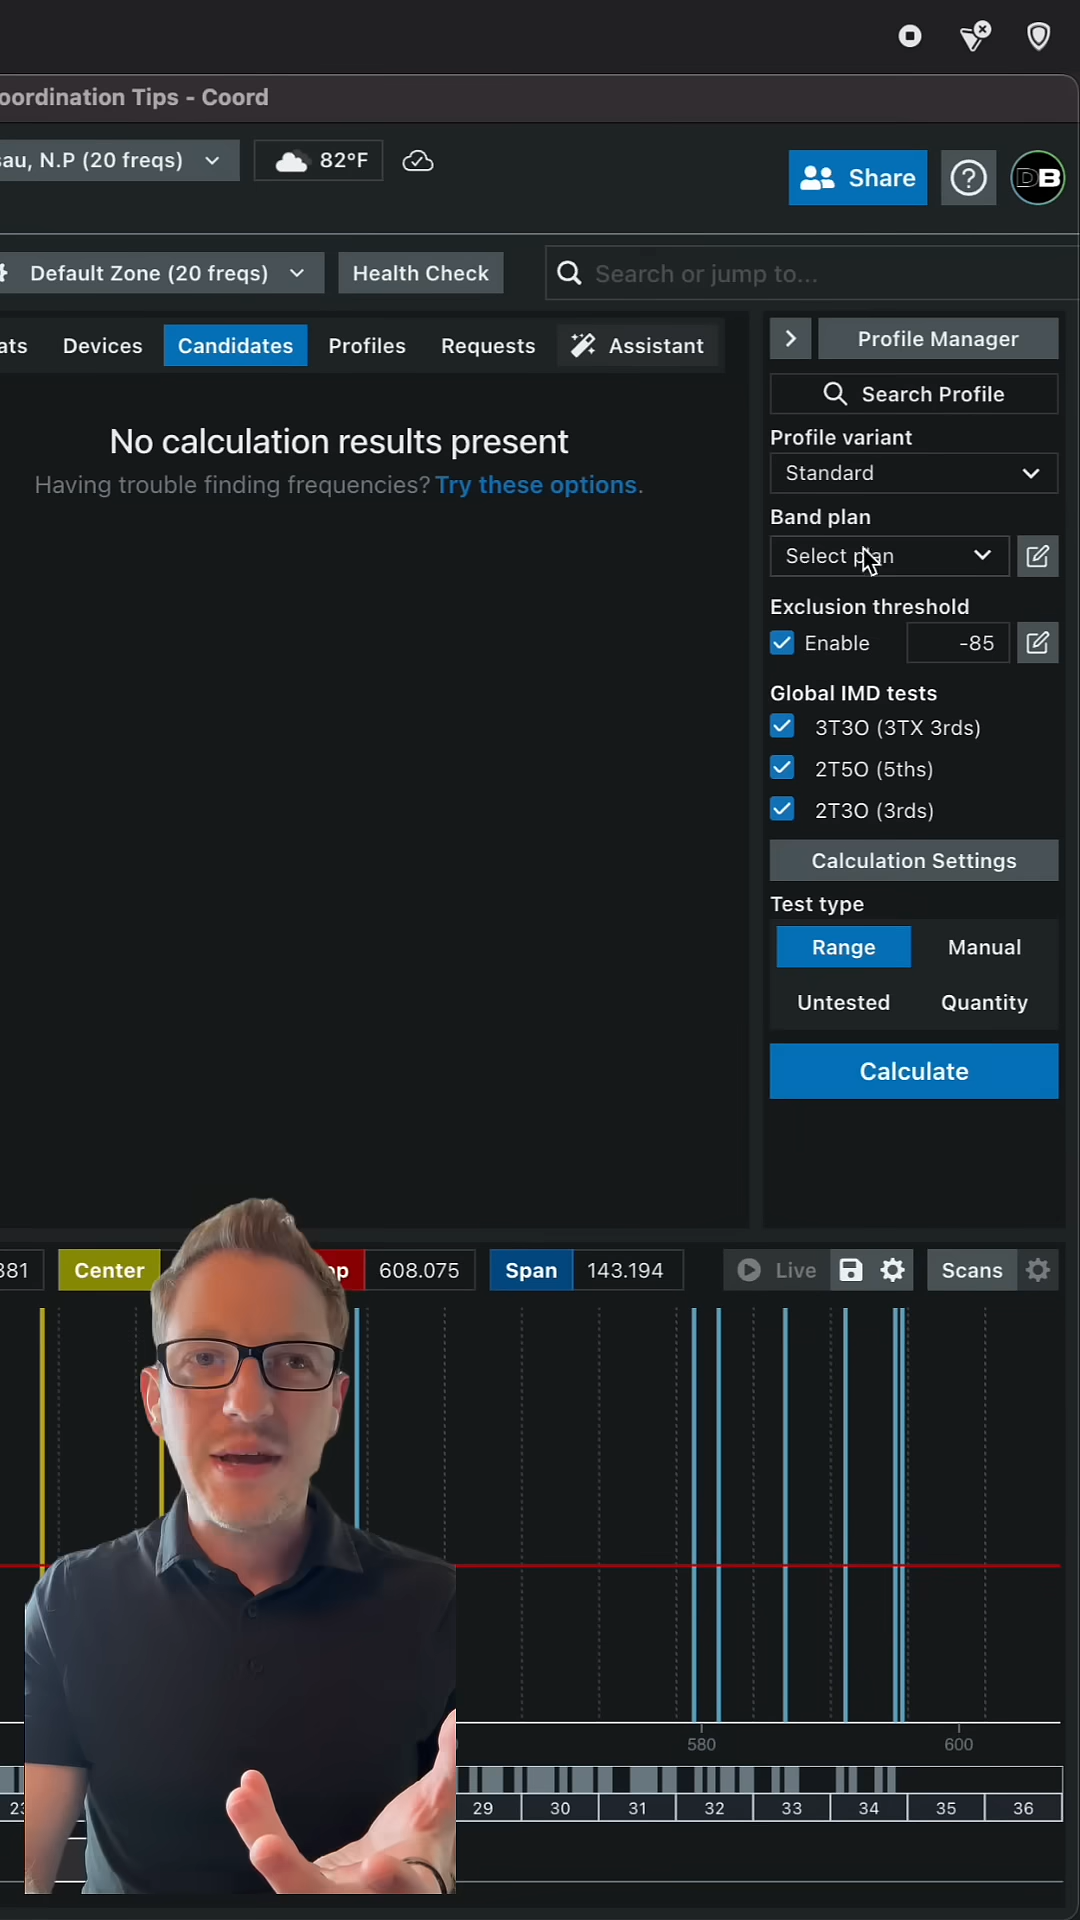 oordination Tips - Coord
sau, N.P (20 freqs)
82°F
Share
DB
Default Zone (20 freqs)
Health Check
Search or jump to...
ats
Devices
Candidates
Profiles
Requests
Assistant
Profile Manager
Search Profile
No calculation results present
Having trouble finding frequencies? Try these options.
Profile variant
Standard
Band plan
Select plan
Exclusion threshold
Enable
-85
Global IMD tests
3T3O (3TX 3rds)
2T5O (5ths)
2T3O (3rds)
Calculation Settings
Test type
Range
Manual
Untested
Quantity
Calculate
381
Center
op
608.075
Span
143.194
Live
Scans
580
600
23
29
30
31
32
33
34
35
36